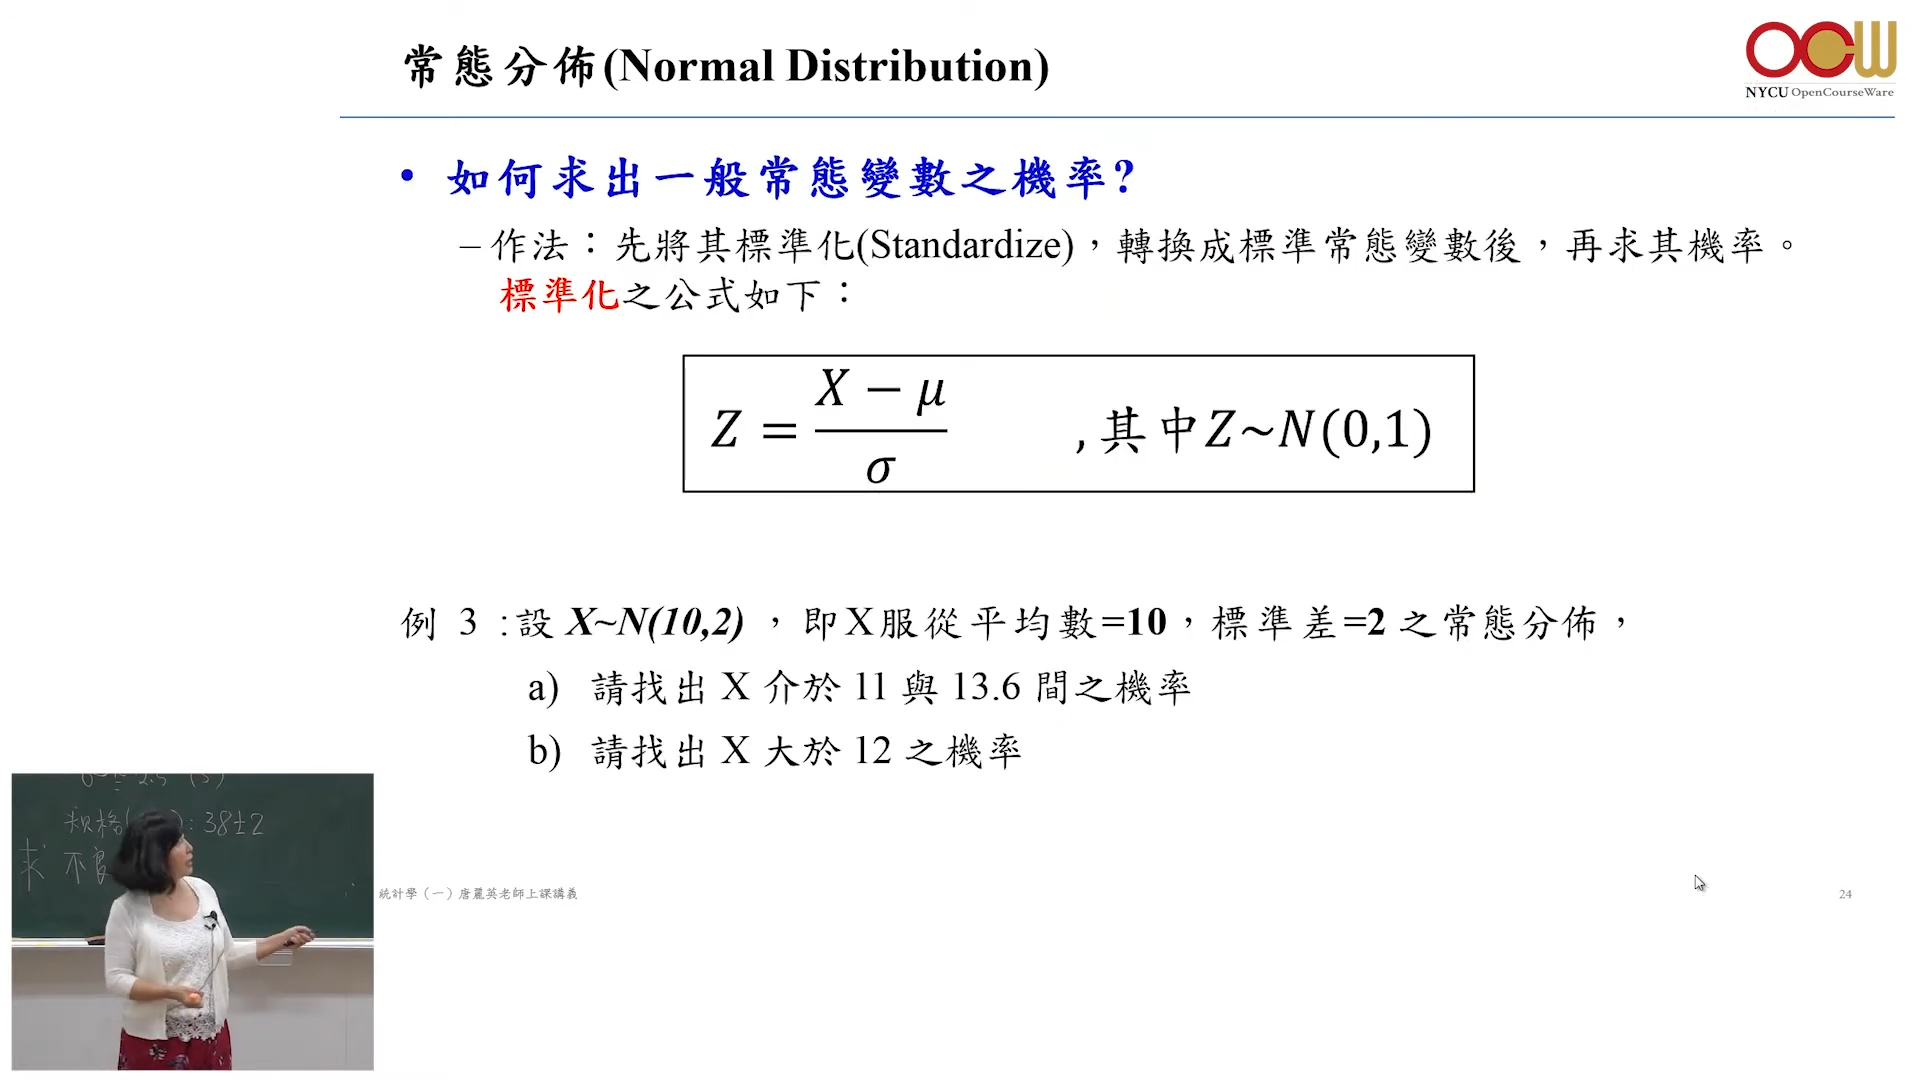 常態分佈(Normal Distribution)
OCW
NYCU OpenCourseWare
• 如何求出一般常態變數之機率?
– 作法：先將其標準化(Standardize)，轉換成標準常態變數後，再求其機率。
標準化之公式如下：
Z = (X − μ)/σ , 其中Z~N(0,1)
例 3 :設 X~N(10,2) ，即X服從平均數=10，標準差=2 之常態分佈，
a) 請找出 X 介於 11 與 13.6 間之機率
b) 請找出 X 大於 12 之機率
規格 : 38±2
求 不良
統計學（一）唐麗英老師上課講義
24